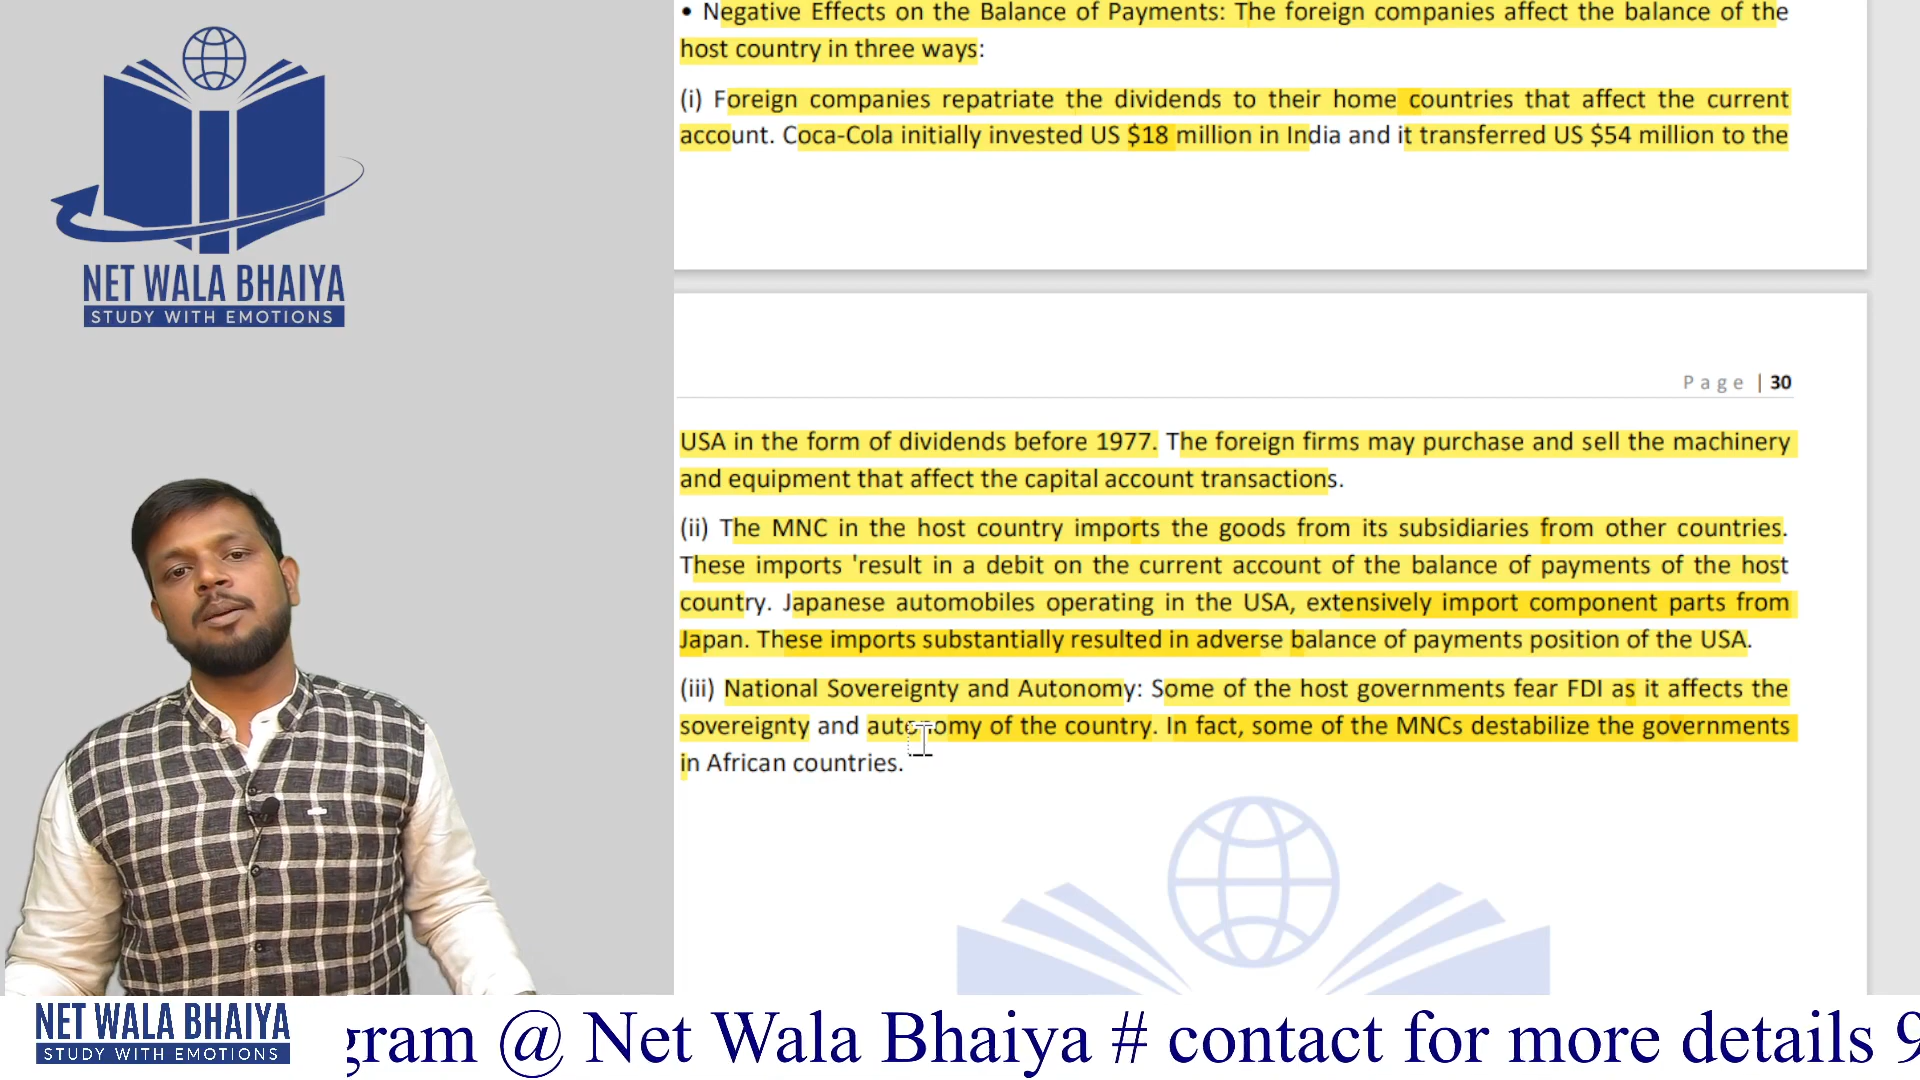 • Negative Effects on the Balance of Payments: The foreign companies affect the balance of the
host country in three ways:
(i) Foreign companies repatriate the dividends to their home countries that affect the current
account. Coca-Cola initially invested US $18 million in India and it transferred US $54 million to the
NET WALA BHAIYA
STUDY WITH EMOTIONS
Page | 30
USA in the form of dividends before 1977. The foreign firms may purchase and sell the machinery
and equipment that affect the capital account transactions.
(ii) The MNC in the host country imports the goods from its subsidiaries from other countries.
These imports 'result in a debit on the current account of the balance of payments of the host
country. Japanese automobiles operating in the USA, extensively import component parts from
Japan. These imports substantially resulted in adverse balance of payments position of the USA.
(iii) National Sovereignty and Autonomy: Some of the host governments fear FDI as it affects the
sovereignty and autonomy of the country. In fact, some of the MNCs destabilize the governments
in African countries.
NET WALA BHAIYA
STUDY WITH EMOTIONS
gram @ Net Wala Bhaiya # contact for more details 9